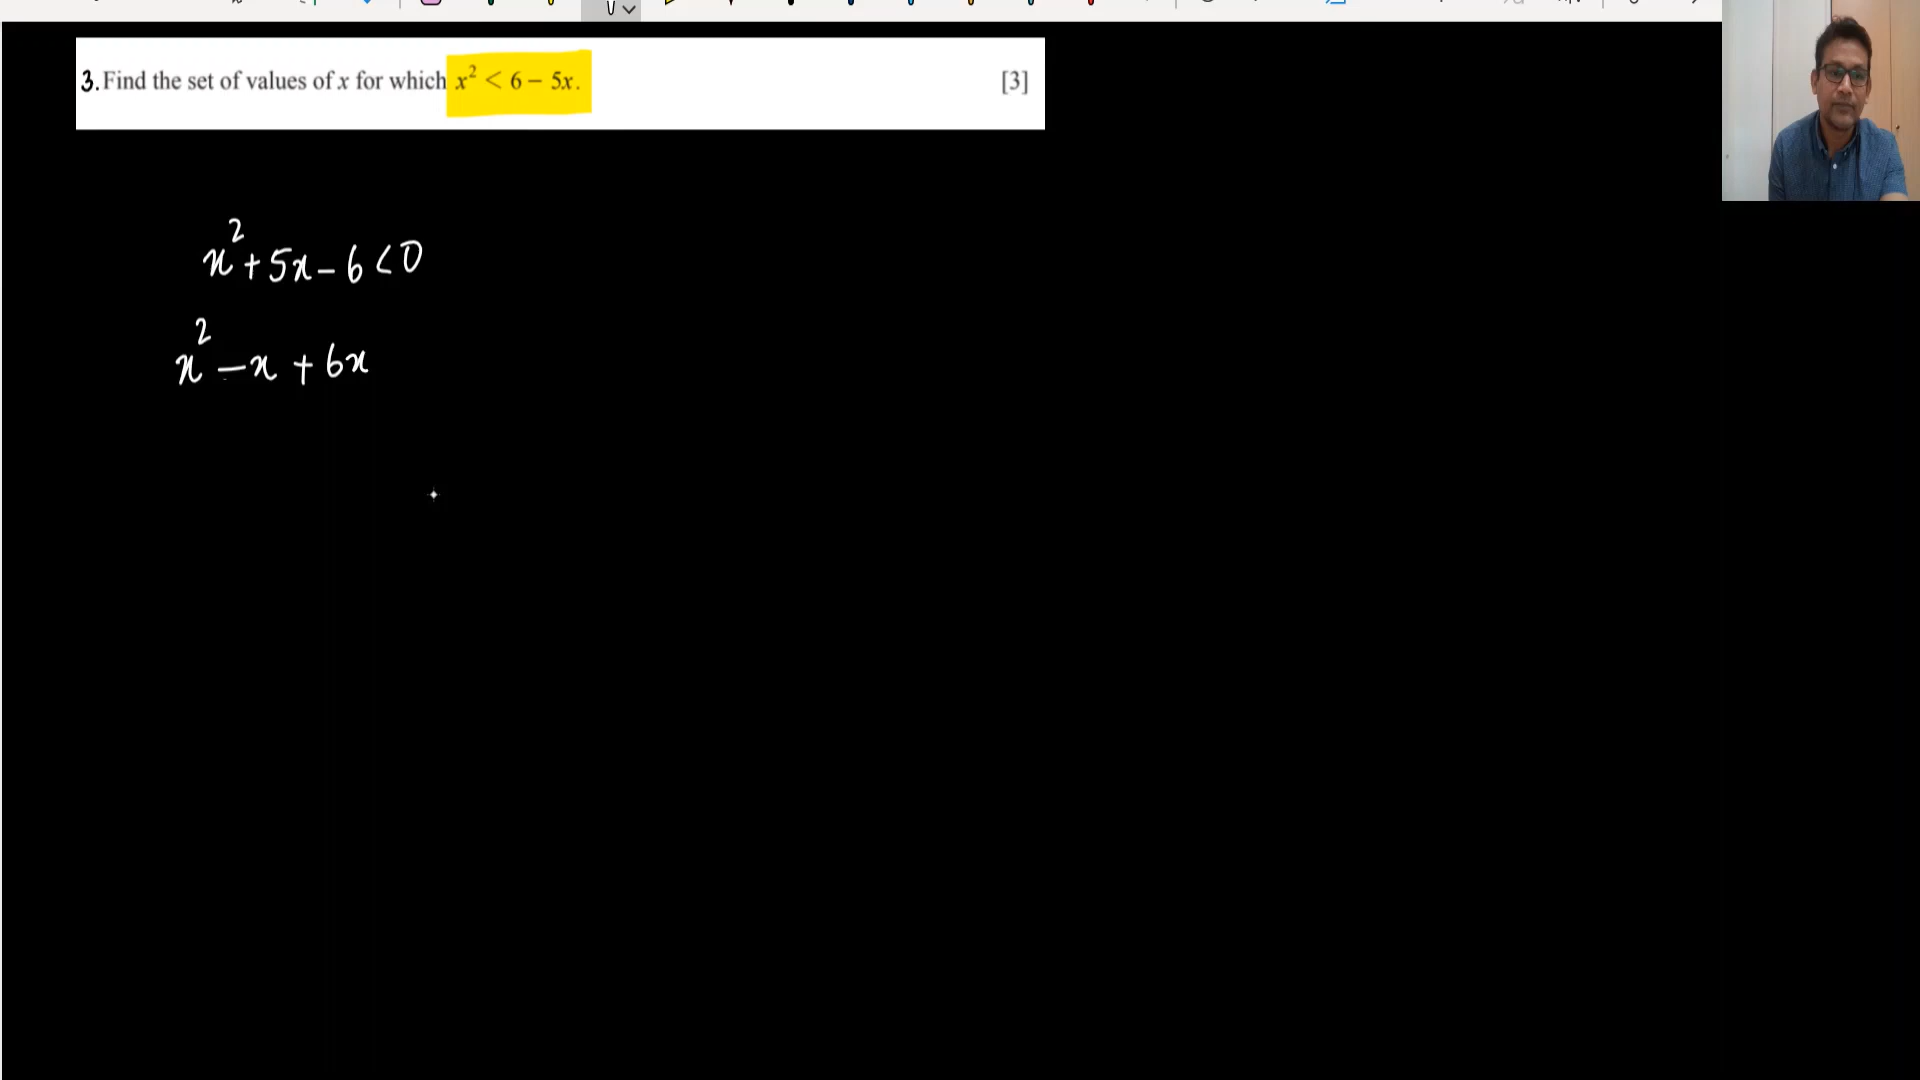 3. Find the set of values of x for which x² < 6 − 5x. [3]
x² + 5x − 6 < 0
x² − x + 6x